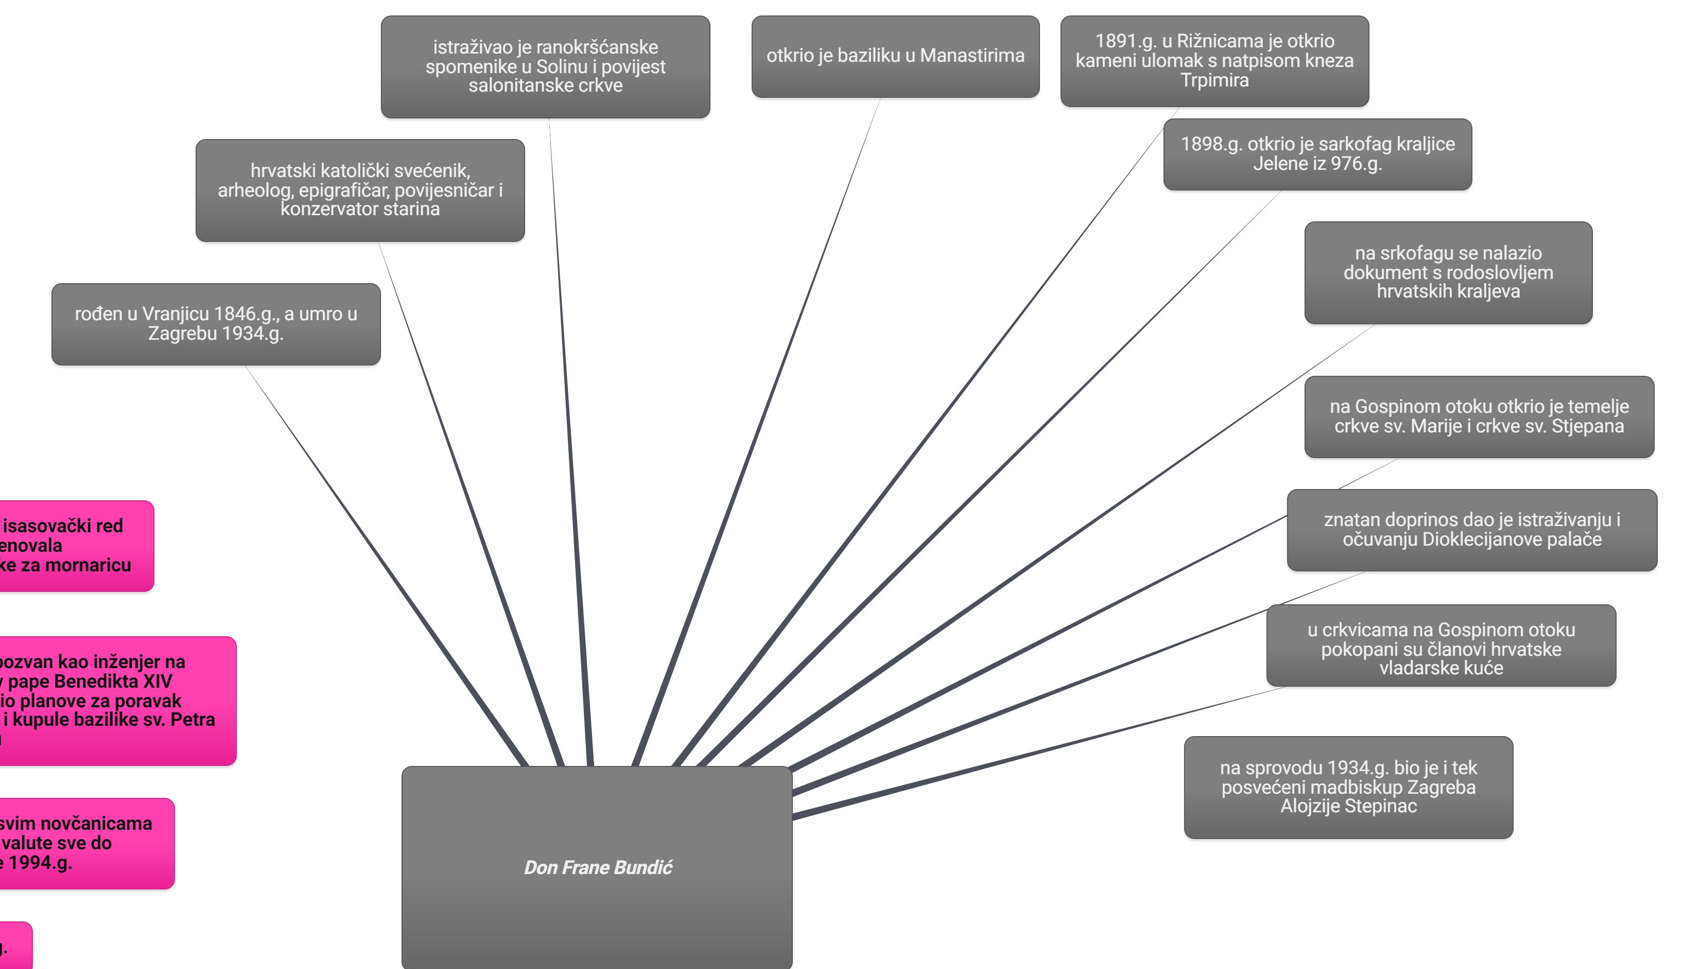 istraživao je ranokršćanske
spomenike u Solinu i povijest
salonitanske crkve
otkrio je baziliku u Manastirima
1891.g. u Rižnicama je otkrio
kameni ulomak s natpisom kneza
Trpimira
1898.g. otkrio je sarkofag kraljice
Jelene iz 976.g.
hrvatski katolički svećenik,
arheolog, epigrafičar, povijesničar i
konzervator starina
na srkofagu se nalazio
dokument s rodoslovljem
hrvatskih kraljeva
rođen u Vranjicu 1846.g., a umro u
Zagrebu 1934.g.
na Gospinom otoku otkrio je temelje
crkve sv. Marije i crkve sv. Stjepana
znatan doprinos dao je istraživanju i
očuvanju Dioklecijanove palače
isasovački red
enovala
ke za mornaricu
u crkvicama na Gospinom otoku
pokopani su članovi hrvatske
vladarske kuće
pozvan kao inženjer na
v pape Benedikta XIV
io planove za poravak
i kupule bazilike sv. Petra
na sprovodu 1934.g. bio je i tek
posvećeni madbiskup Zagreba
Alojzije Stepinac
svim novčanicama
valute sve do
e 1994.g.
Don Frane Bundić
g.